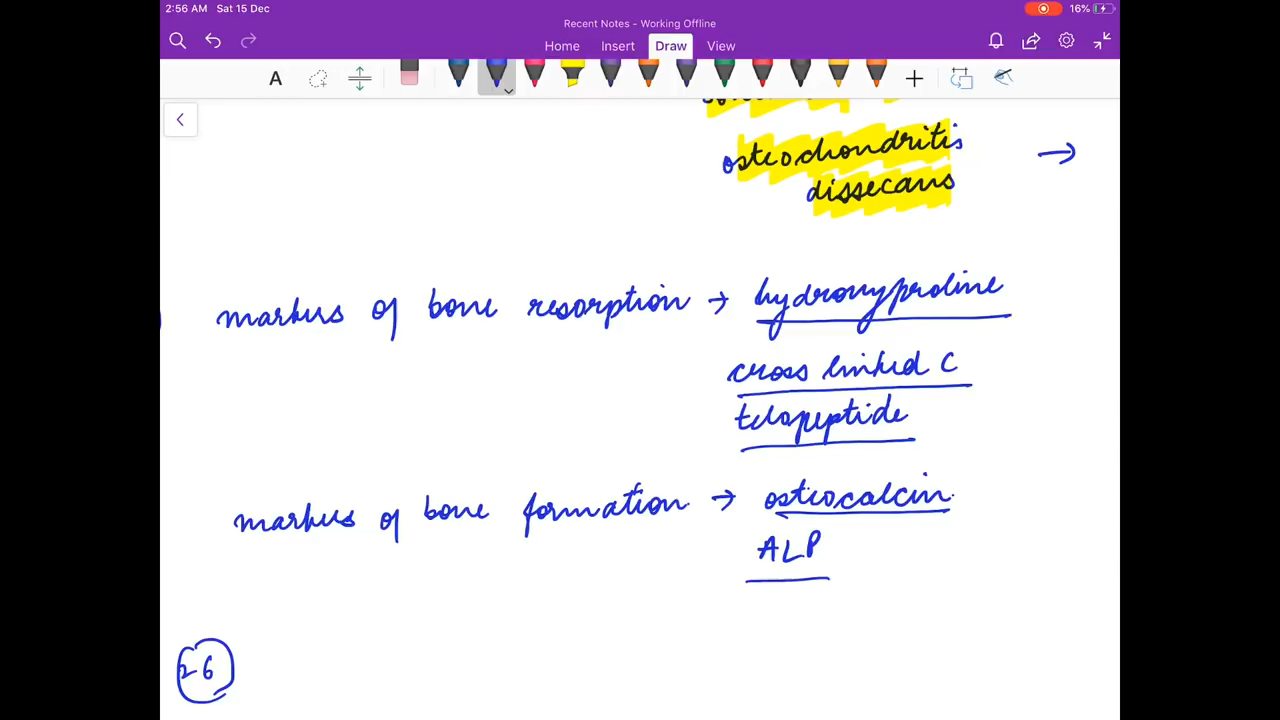 2:56 AM Sat 15 Dec
16%
Recent Notes - Working Offline
Home Insert Draw View
A
osteochondritis →
dissecans
markers of bone resorption → hydroxyproline
cross linked C
telopeptide
markers of bone formation → osteocalcin
ALP
26